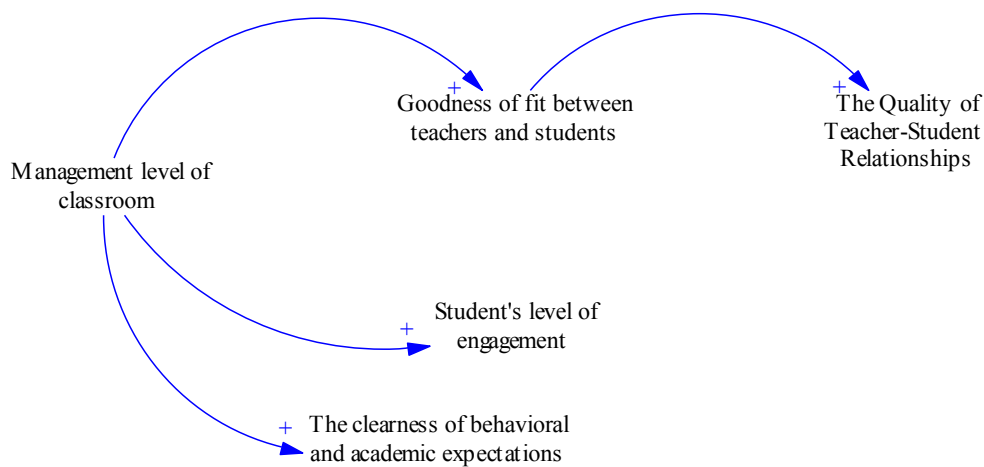 +
Goodness of fit between
teachers and students
+
The Quality of
Teacher-Student
Relationships
Management level of
classroom
+
Student's level of
engagement
+
The clearness of behavioral
and academic expectations